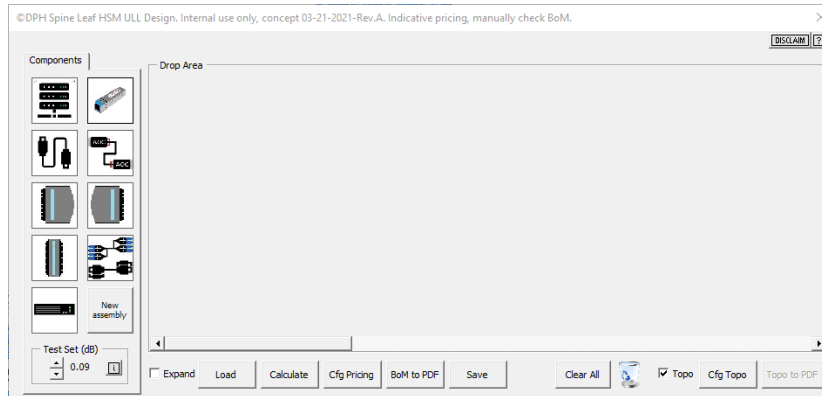 ©DPH Spine Leaf HSM ULL Design. Internal use only, concept 03-21-2021-Rev.A. Indicative pricing, manually check BoM.
DISCLAIM ?
Components
Drop Area
AOC
AOC
New
assembly
Test Set (dB)
0.09 i
Expand Load Calculate Cfg Pricing BoM to PDF Save Clear All Topo Cfg Topo Topo to PDF